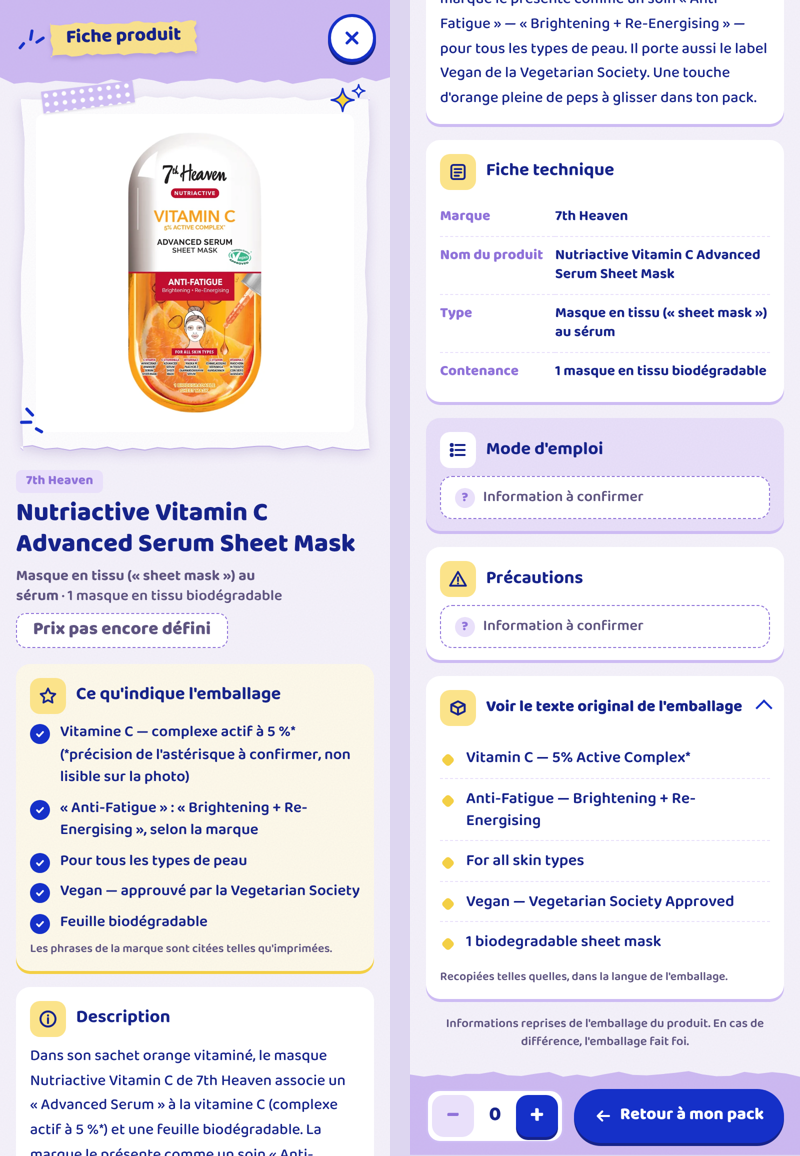 Fiche produit
7th Heaven
NUTRIACTIVE
VITAMIN C
5% ACTIVE COMPLEX*
ADVANCED SERUM
SHEET MASK
ANTI-FATIGUE
Brightening • Re-Energising
FOR ALL SKIN TYPES
7th Heaven
Nutriactive Vitamin C
Advanced Serum Sheet Mask
Masque en tissu (« sheet mask ») au
sérum · 1 masque en tissu biodégradable
Prix pas encore défini
Ce qu'indique l'emballage
Vitamine C — complexe actif à 5 %*
(*précision de l'astérisque à confirmer, non
lisible sur la photo)
« Anti-Fatigue » : « Brightening + Re-
Energising », selon la marque
Pour tous les types de peau
Vegan — approuvé par la Vegetarian Society
Feuille biodégradable
Les phrases de la marque sont citées telles qu'imprimées.
Description
Dans son sachet orange vitaminé, le masque
Nutriactive Vitamin C de 7th Heaven associe un
« Advanced Serum » à la vitamine C (complexe
actif à 5 %*) et une feuille biodégradable. La
marque le présente comme un soin « Anti-
Fatigue » — « Brightening + Re-Energising » —
pour tous les types de peau. Il porte aussi le label
Vegan de la Vegetarian Society. Une touche
d'orange pleine de peps à glisser dans ton pack.
Fiche technique
Marque 7th Heaven
Nom du produit Nutriactive Vitamin C Advanced
Serum Sheet Mask
Type Masque en tissu (« sheet mask »)
au sérum
Contenance 1 masque en tissu biodégradable
Mode d'emploi
? Information à confirmer
Précautions
? Information à confirmer
Voir le texte original de l'emballage
Vitamin C — 5% Active Complex*
Anti-Fatigue — Brightening + Re-
Energising
For all skin types
Vegan — Vegetarian Society Approved
1 biodegradable sheet mask
Recopiées telles quelles, dans la langue de l'emballage.
Informations reprises de l'emballage du produit. En cas de
différence, l'emballage fait foi.
− 0 + ← Retour à mon pack